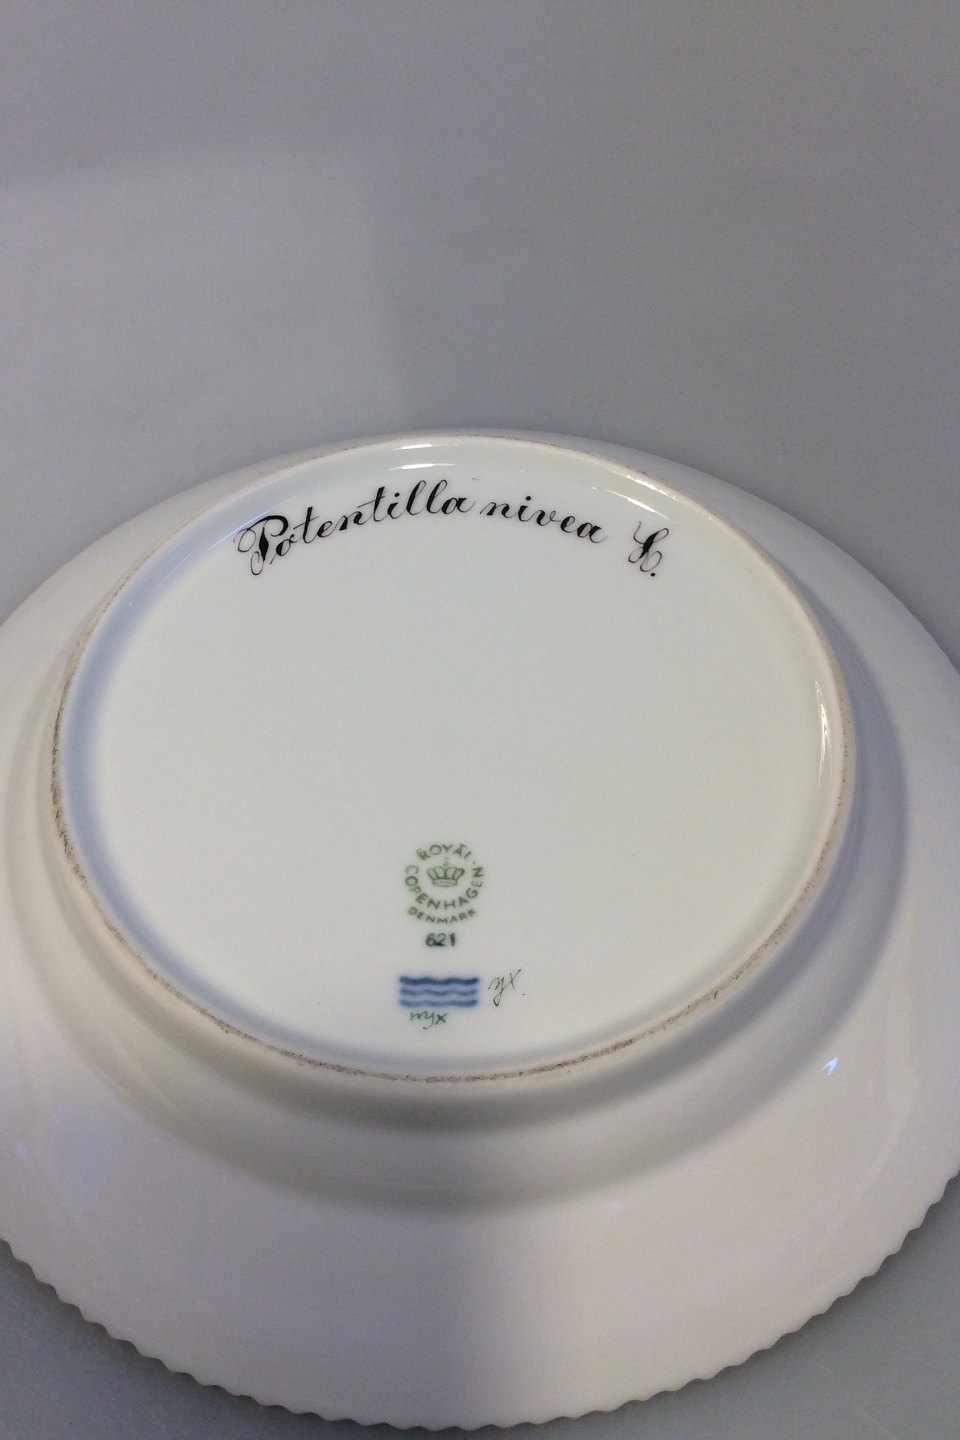 Potentilla nivea L.
ROYAL
COPENHAGEN
DENMARK
621